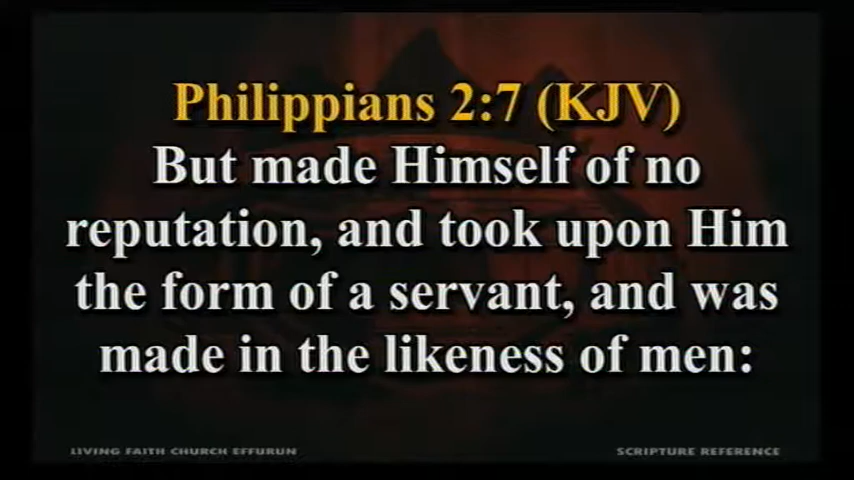 Philippians 2:7 (KJV)
But made Himself of no
reputation, and took upon Him
the form of a servant, and was
made in the likeness of men:
LIVING FAITH CHURCH EFFURUN
SCRIPTURE REFERENCE